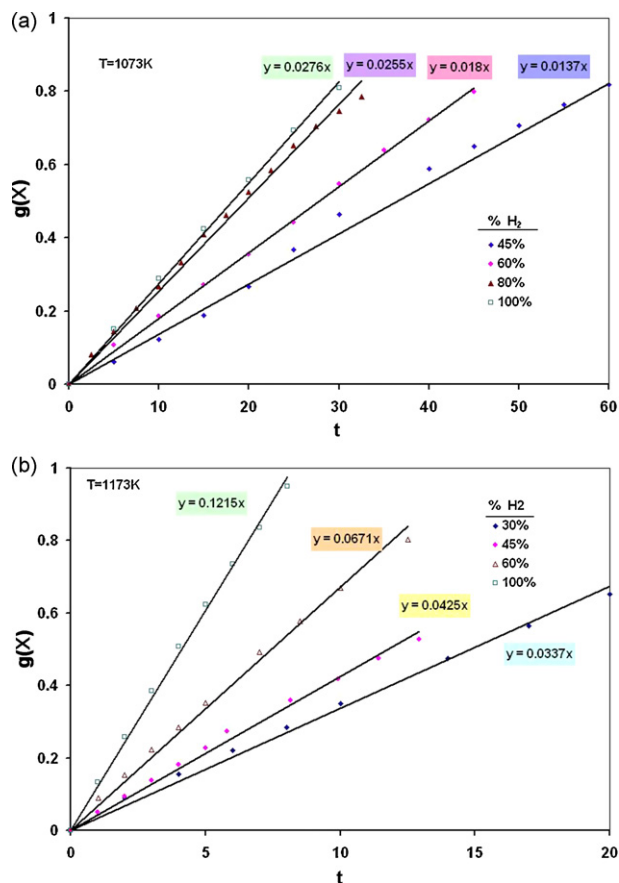 (a)
1
0.8
0.6
0.4
0.2
0
g(X)
T=1073K
y = 0.0276x
y = 0.0255x
y = 0.018x
y = 0.0137x
% H₂
45%
60%
80%
100%
0 10 20 30 40 50 60
t
(b)
1
0.8
0.6
0.4
0.2
0
g(X)
T=1173K
y = 0.1215x
y = 0.0671x
y = 0.0425x
y = 0.0337x
% H2
30%
45%
60%
100%
0 5 10 15 20
t